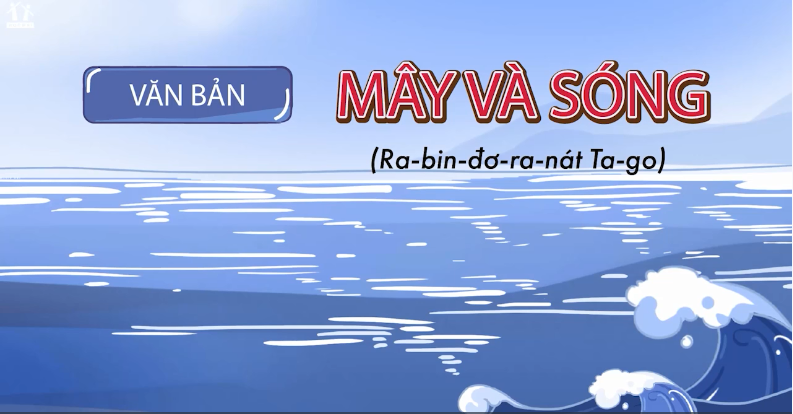 VĂN BẢN
MÂY VÀ SÓNG
(Ra-bin-đơ-ra-nát Ta-go)